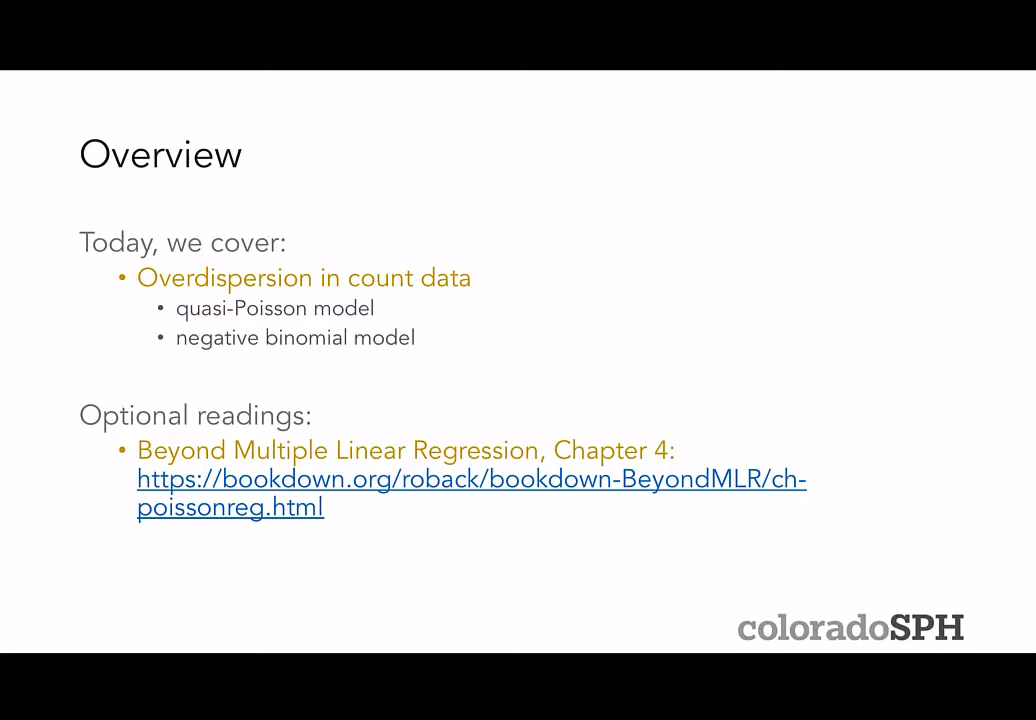 Overview
Today, we cover:
• Overdispersion in count data
• quasi-Poisson model
• negative binomial model
Optional readings:
• Beyond Multiple Linear Regression, Chapter 4:
https://bookdown.org/roback/bookdown-BeyondMLR/ch-
poissonreg.html
coloradoSPH